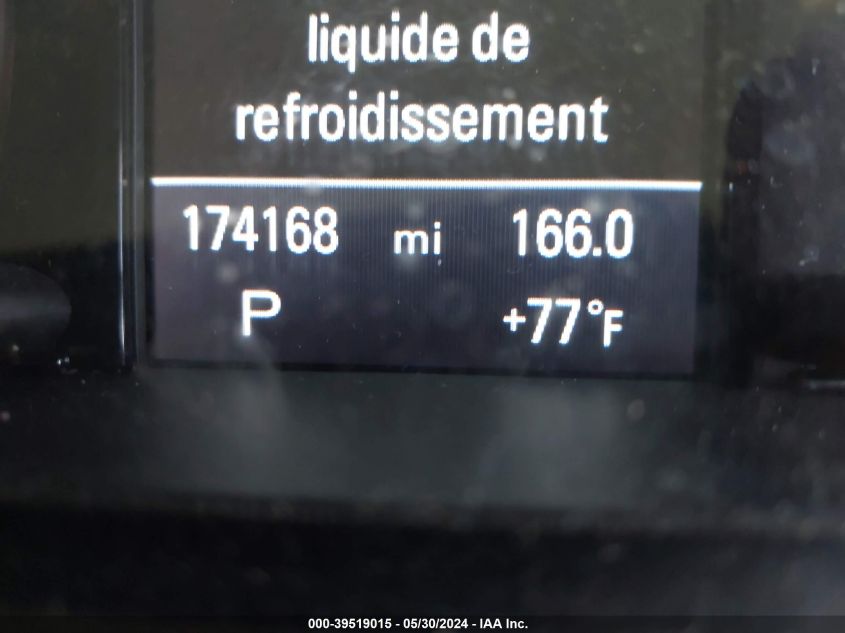 liquide de
refroidissement
174168 mi 166.0
P +77°F
000-39519015 - 05/30/2024 - IAA Inc.